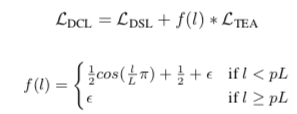 ℒ_DCL = ℒ_DSL + f(l) * ℒ_TEA
f(l) = { ½cos(l/L π) + ½ + ϵ if l < pL
ϵ if l ≥ pL